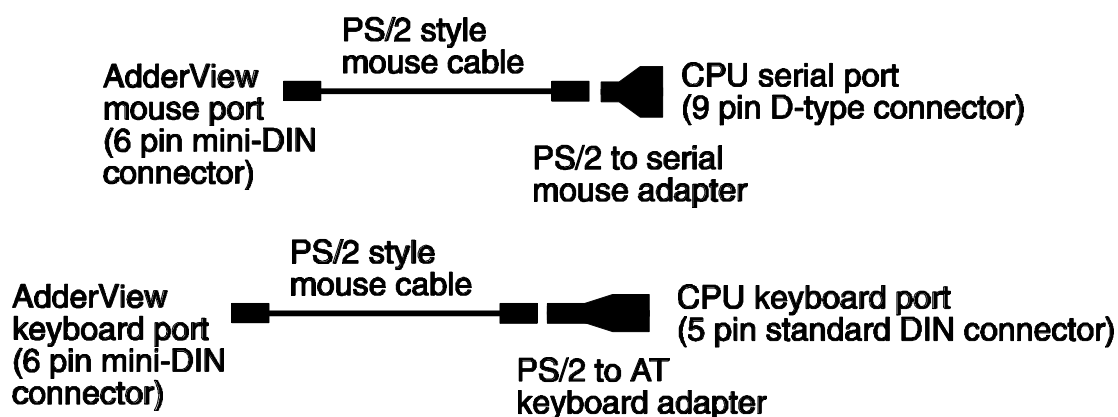 PS/2 style
mouse cable
AdderView
mouse port
(6 pin mini-DIN
connector)
CPU serial port
(9 pin D-type connector)
PS/2 to serial
mouse adapter
PS/2 style
mouse cable
AdderView
keyboard port
(6 pin mini-DIN
connector)
CPU keyboard port
(5 pin standard DIN connector)
PS/2 to AT
keyboard adapter